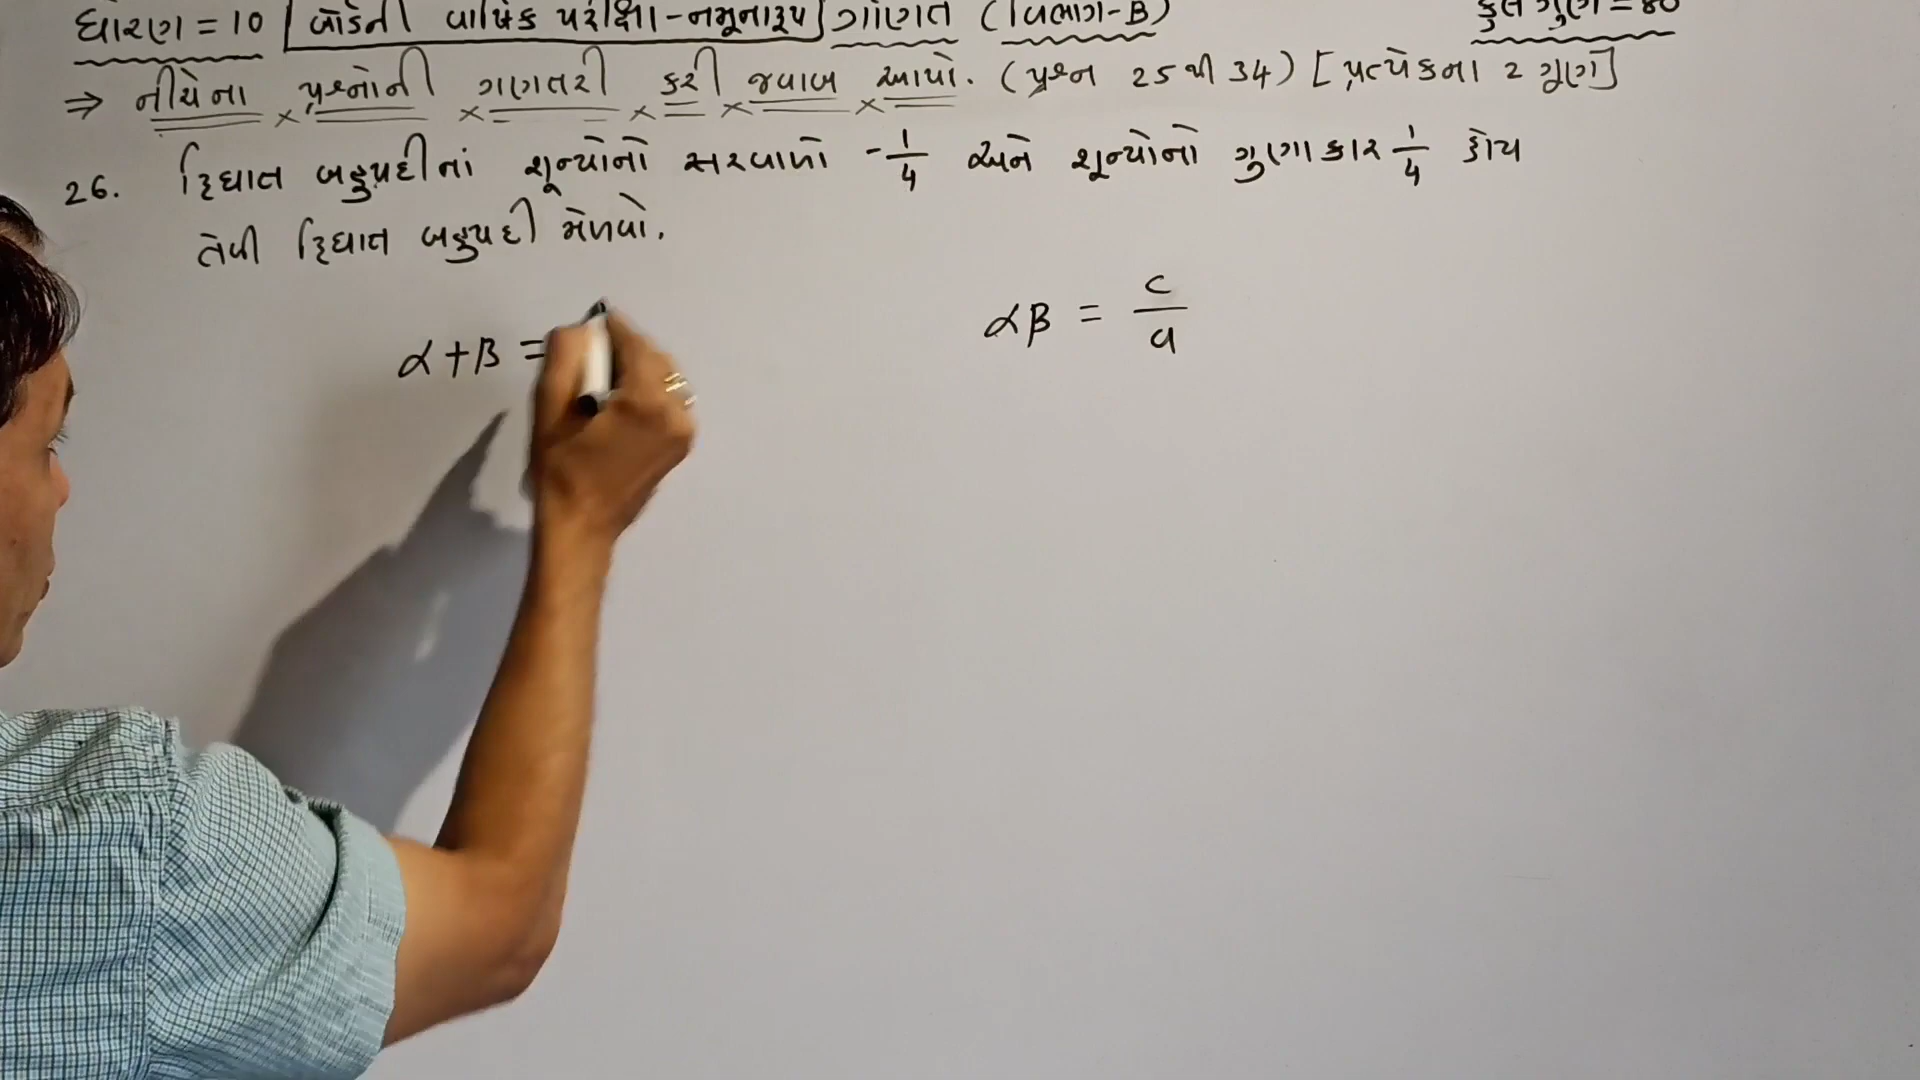 ધોરણ = 10 બોર્ડની વાર્ષિક પરીક્ષા-નમૂનારૂપ ગણિત (વિભાગ-B) કુલ ગુણ = 80
⇒ નીચેના પ્રશ્નોની ગણતરી કરી જવાબ આપો. (પ્રશ્ન 25 થી 34) [પ્રત્યેકના 2 ગુણ]
26. દ્વિઘાત બહુપદીનાં શૂન્યોનો સરવાળો -1/4 અને શૂન્યોનો ગુણાકાર 1/4 હોય
તેવી દ્વિઘાત બહુપદી મેળવો.
α+β = αβ = c/a